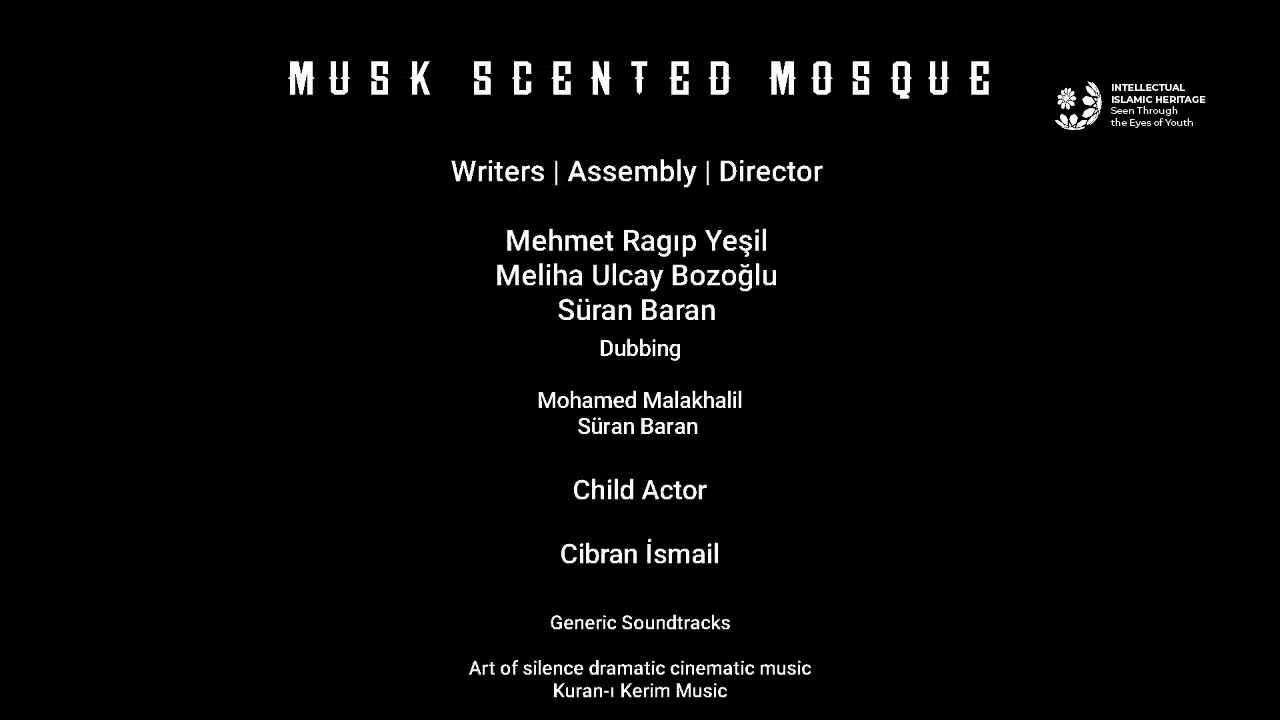 MUSK SCENTED MOSQUE
INTELLECTUAL
ISLAMIC HERITAGE
Seen Through
the Eyes of Youth
Writers | Assembly | Director
Mehmet Ragıp Yeşil
Meliha Ulcay Bozoğlu
Süran Baran
Dubbing
Mohamed Malakhalil
Süran Baran
Child Actor
Cibran İsmail
Generic Soundtracks
Art of silence dramatic cinematic music
Kuran-ı Kerim Music